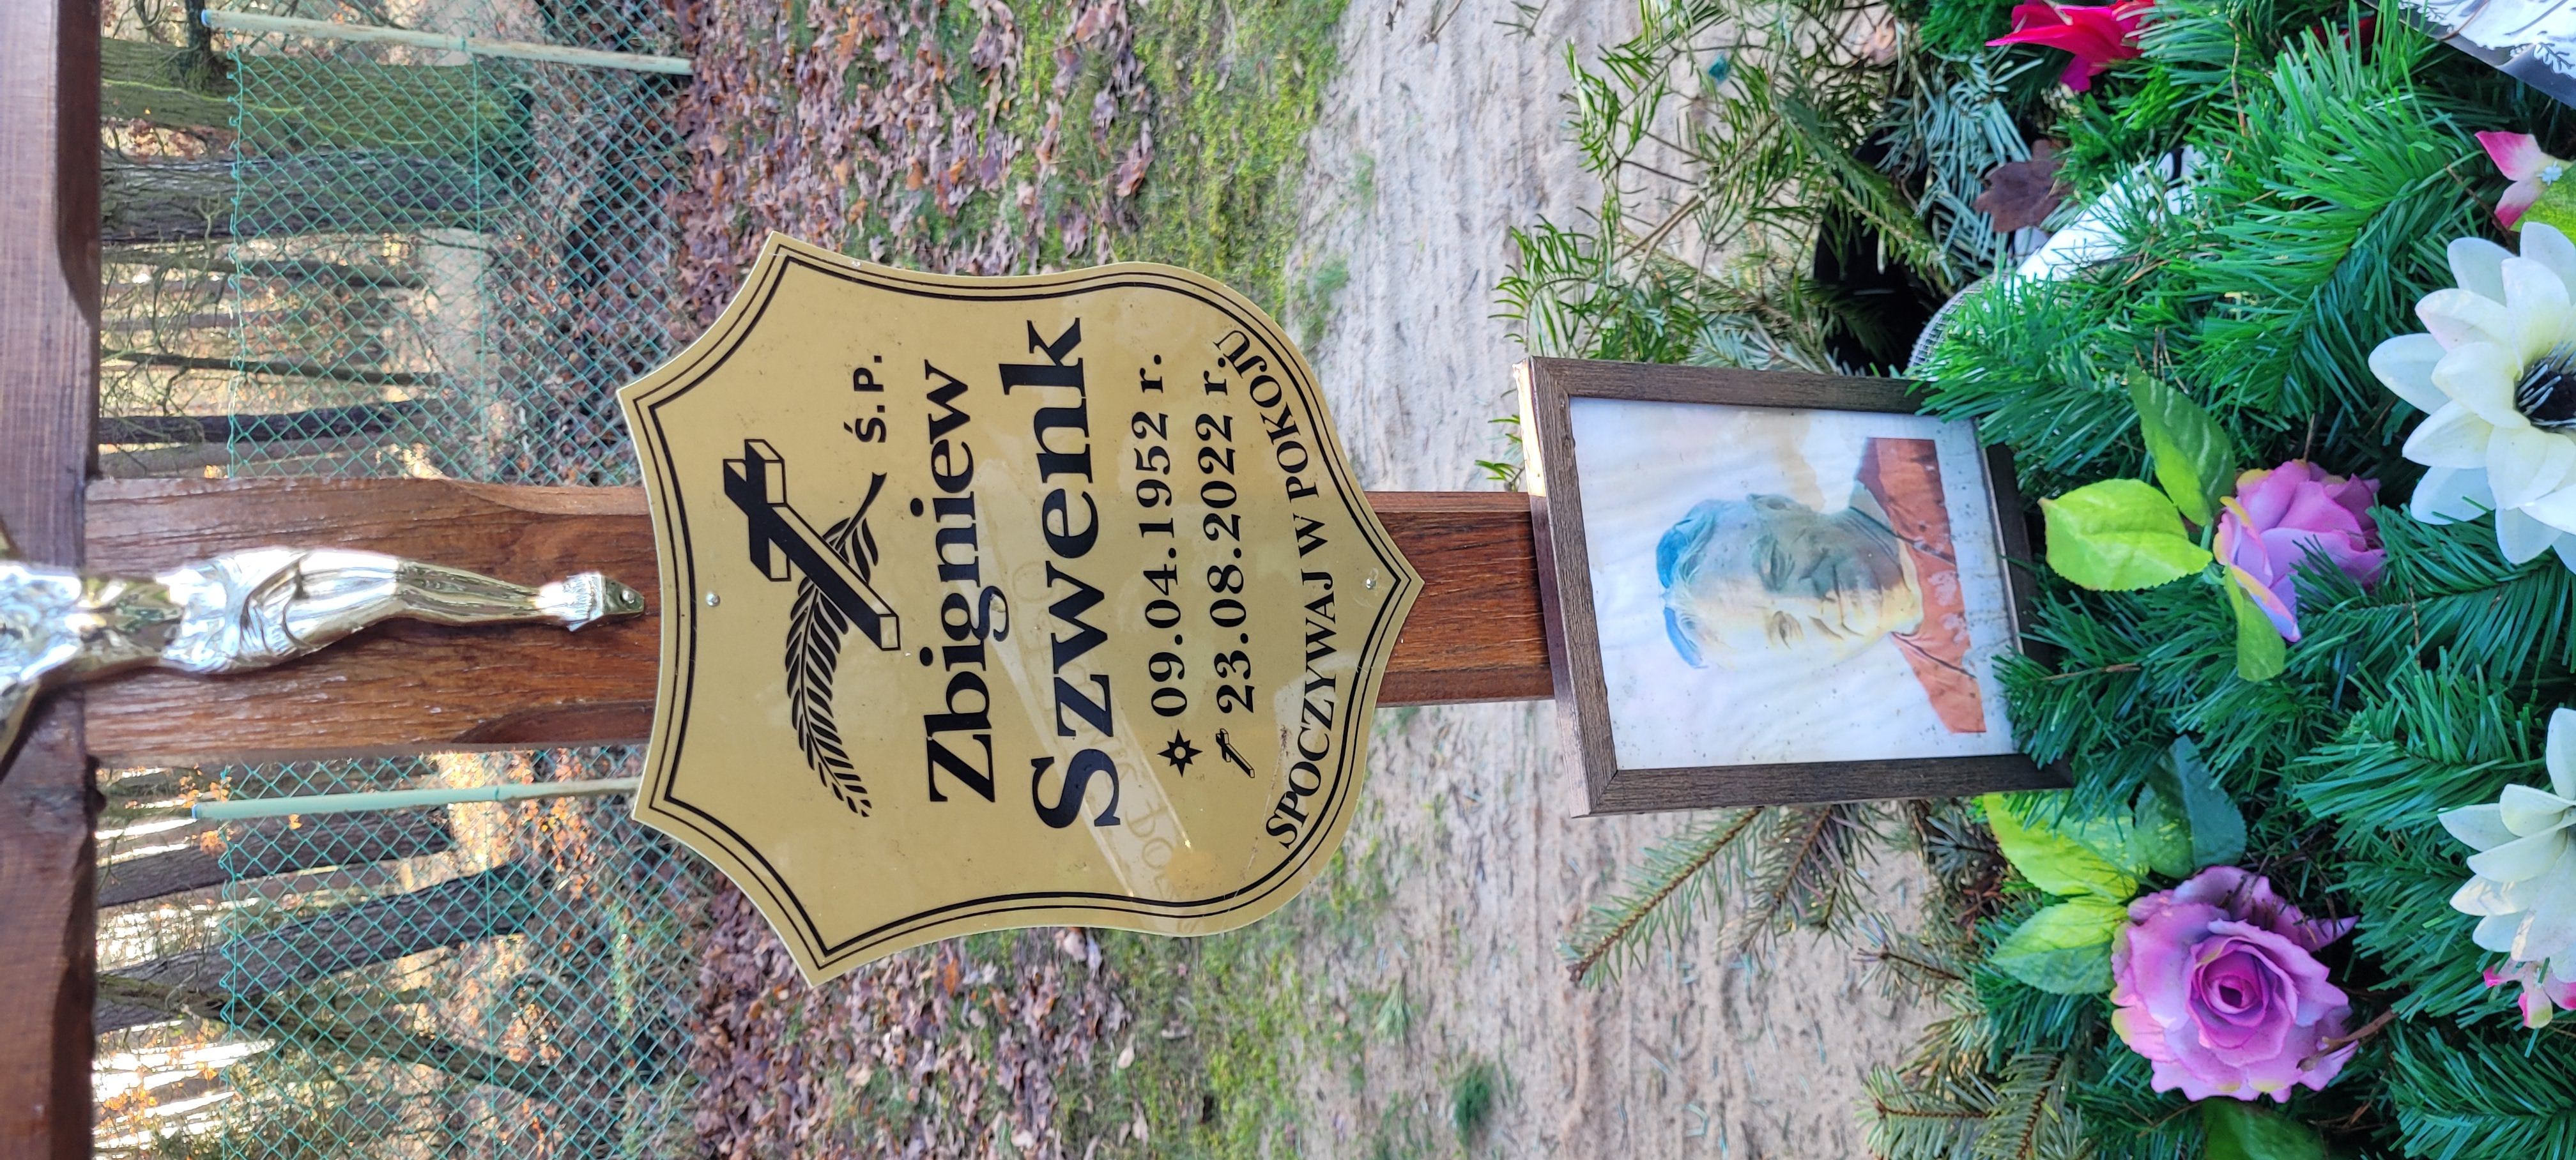 Ś.P.
Zbigniew
Szwenk
09.04.1952 r.
23.08.2022 r.
SPOCZYWAJ W POKOJU